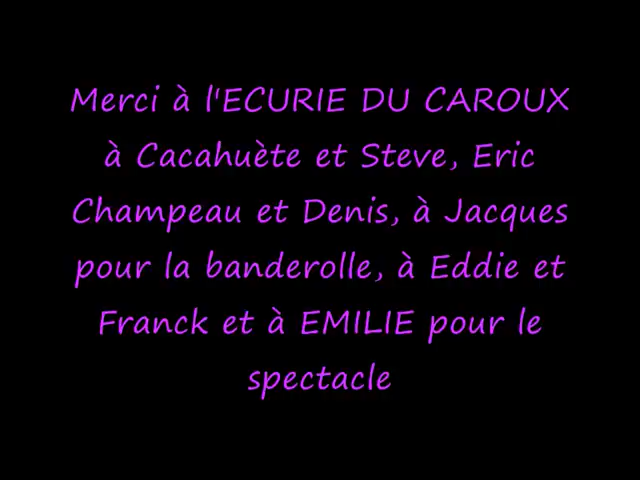 Merci à l'ECURIE DU CAROUX
à Cacahuète et Steve, Eric
Champeau et Denis, à Jacques
pour la banderolle, à Eddie et
Franck et à EMILIE pour le
spectacle